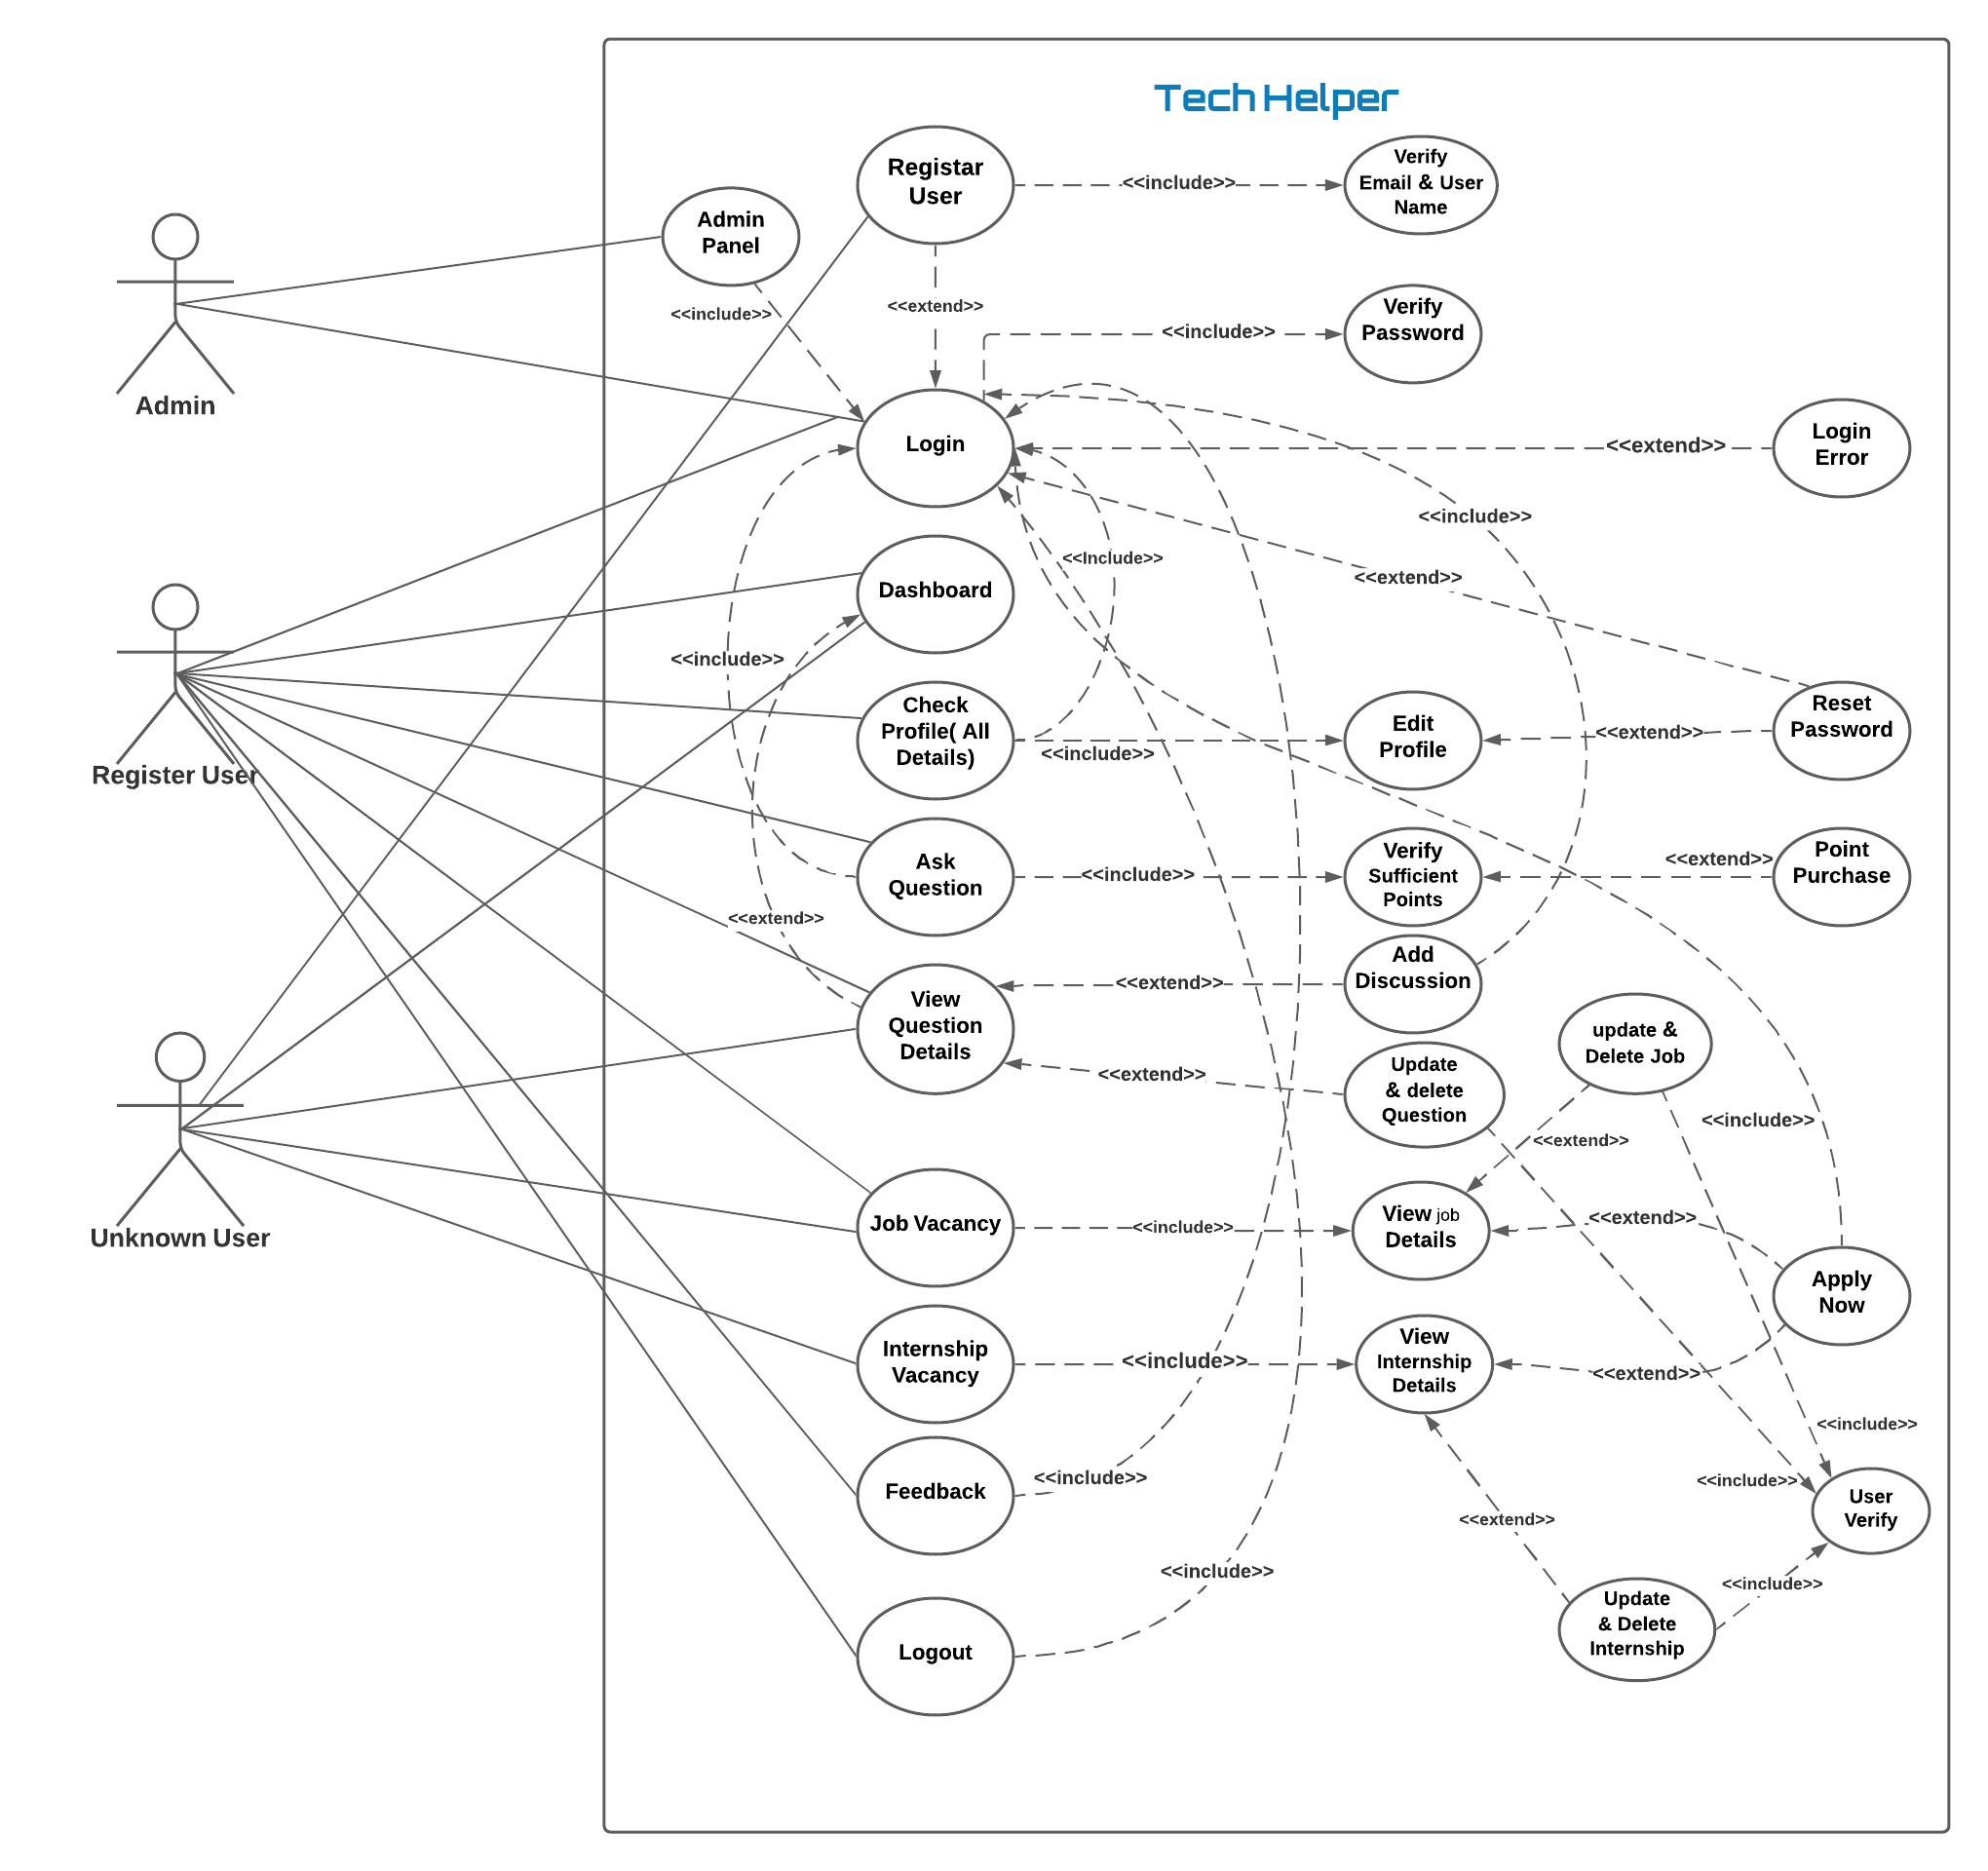 Tech Helper
Registar
User
<<include>>
Verify
Email & User
Name
Admin
Panel
<<include>>
<<extend>>
Verify
Password
<<include>>
Admin
Login
<<extend>>
Login
Error
<<include>>
<<Include>>
<<extend>>
Dashboard
<<include>>
Register User
Check
Profile( All
Details)
<<include>>
Edit
Profile
<<extend>>
Reset
Password
Ask
Question
<<include>>
Verify
Sufficient
Points
<<extend>>
Point
Purchase
<<extend>>
View
Question
Details
<<extend>>
Add
Discussion
<<extend>>
Update
& delete
Question
update &
Delete Job
<<include>>
<<extend>>
Unknown User
Job Vacancy
<<include>>
View job
Details
<<extend>>
Apply
Now
Internship
Vacancy
<<include>>
View
Internship
Details
<<extend>>
<<include>>
Feedback
<<include>>
<<include>>
User
Verify
<<extend>>
<<include>>
<<include>>
Update
& Delete
Internship
Logout